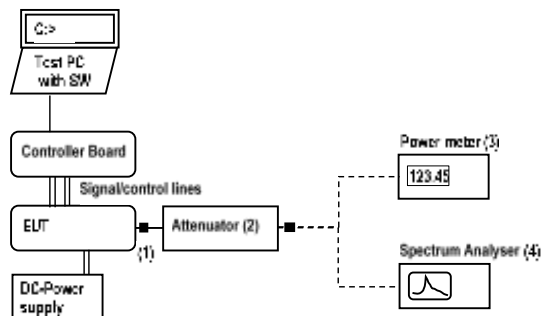 C:>
Test PC
with SW
Controller Board
Signal/control lines
EUT
(1)
Attenuator (2)
Power meter (3)
123.45
Spectrum Analyser (4)
DC-Power
supply